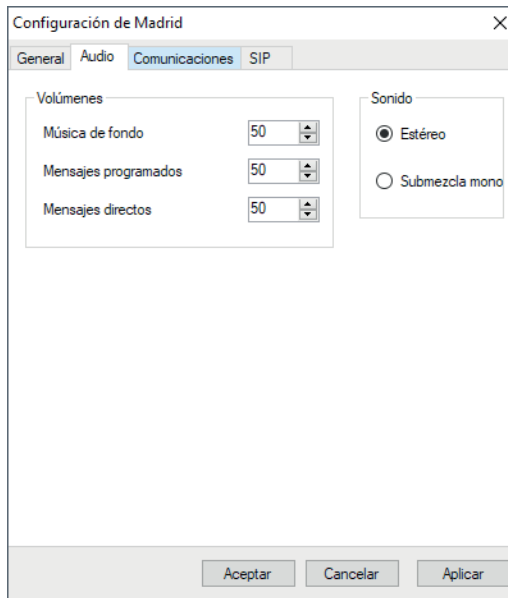 Configuración de Madrid
General Audio Comunicaciones SIP
Volúmenes
Música de fondo 50
Mensajes programados 50
Mensajes directos 50
Sonido
Estéreo
Submezcla mono
Aceptar Cancelar Aplicar